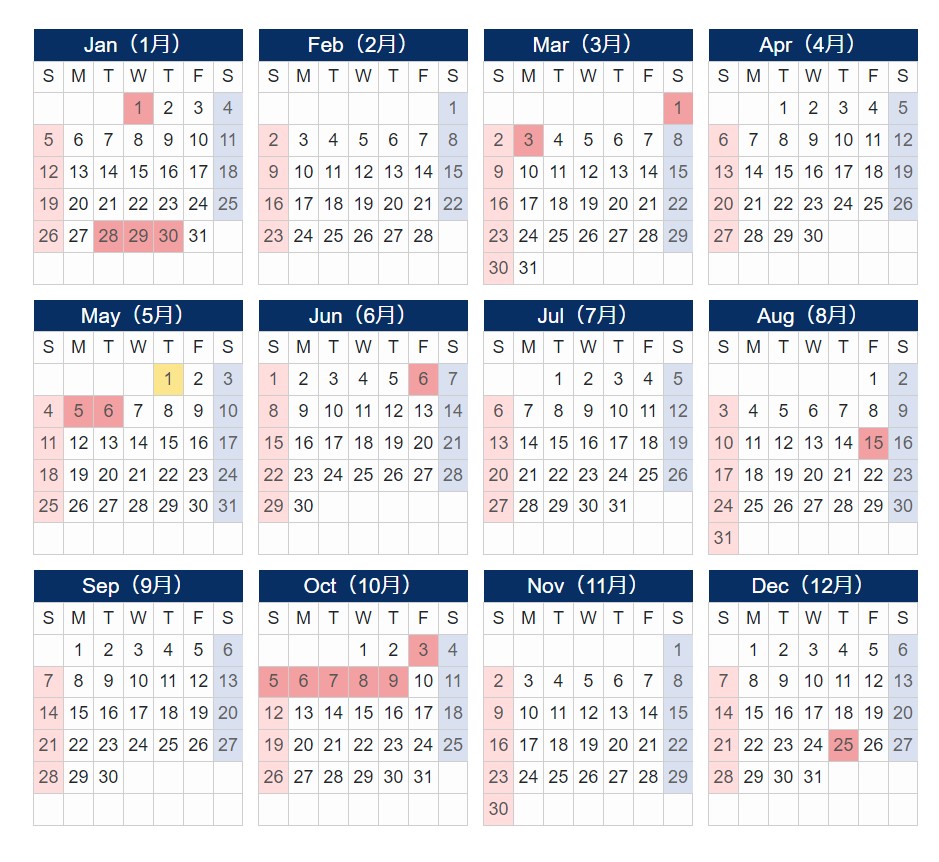 Jan（1月） Feb（2月） Mar（3月） Apr（4月）
S M T W T F S S M T W T F S S M T W T F S S M T W T F S
1 2 3 4 1 1 1 2 3 4 5
5 6 7 8 9 10 11 2 3 4 5 6 7 8 2 3 4 5 6 7 8 6 7 8 9 10 11 12
12 13 14 15 16 17 18 9 10 11 12 13 14 15 9 10 11 12 13 14 15 13 14 15 16 17 18 19
19 20 21 22 23 24 25 16 17 18 19 20 21 22 16 17 18 19 20 21 22 20 21 22 23 24 25 26
26 27 28 29 30 31 23 24 25 26 27 28 23 24 25 26 27 28 29 27 28 29 30
30 31
May（5月） Jun（6月） Jul（7月） Aug（8月）
S M T W T F S S M T W T F S S M T W T F S S M T W T F S
1 2 3 1 2 3 4 5 6 7 1 2 3 4 5 1 2
4 5 6 7 8 9 10 8 9 10 11 12 13 14 6 7 8 9 10 11 12 3 4 5 6 7 8 9
11 12 13 14 15 16 17 15 16 17 18 19 20 21 13 14 15 16 17 18 19 10 11 12 13 14 15 16
18 19 20 21 22 23 24 22 23 24 25 26 27 28 20 21 22 23 24 25 26 17 18 19 20 21 22 23
25 26 27 28 29 30 31 29 30 27 28 29 30 31 24 25 26 27 28 29 30
31
Sep（9月） Oct（10月） Nov（11月） Dec（12月）
S M T W T F S S M T W T F S S M T W T F S S M T W T F S
1 2 3 4 5 6 1 2 3 4 1 1 2 3 4 5 6
7 8 9 10 11 12 13 5 6 7 8 9 10 11 2 3 4 5 6 7 8 7 8 9 10 11 12 13
14 15 16 17 18 19 20 12 13 14 15 16 17 18 9 10 11 12 13 14 15 14 15 16 17 18 19 20
21 22 23 24 25 26 27 19 20 21 22 23 24 25 16 17 18 19 20 21 22 21 22 23 24 25 26 27
28 29 30 26 27 28 29 30 31 23 24 25 26 27 28 29 28 29 30 31
30